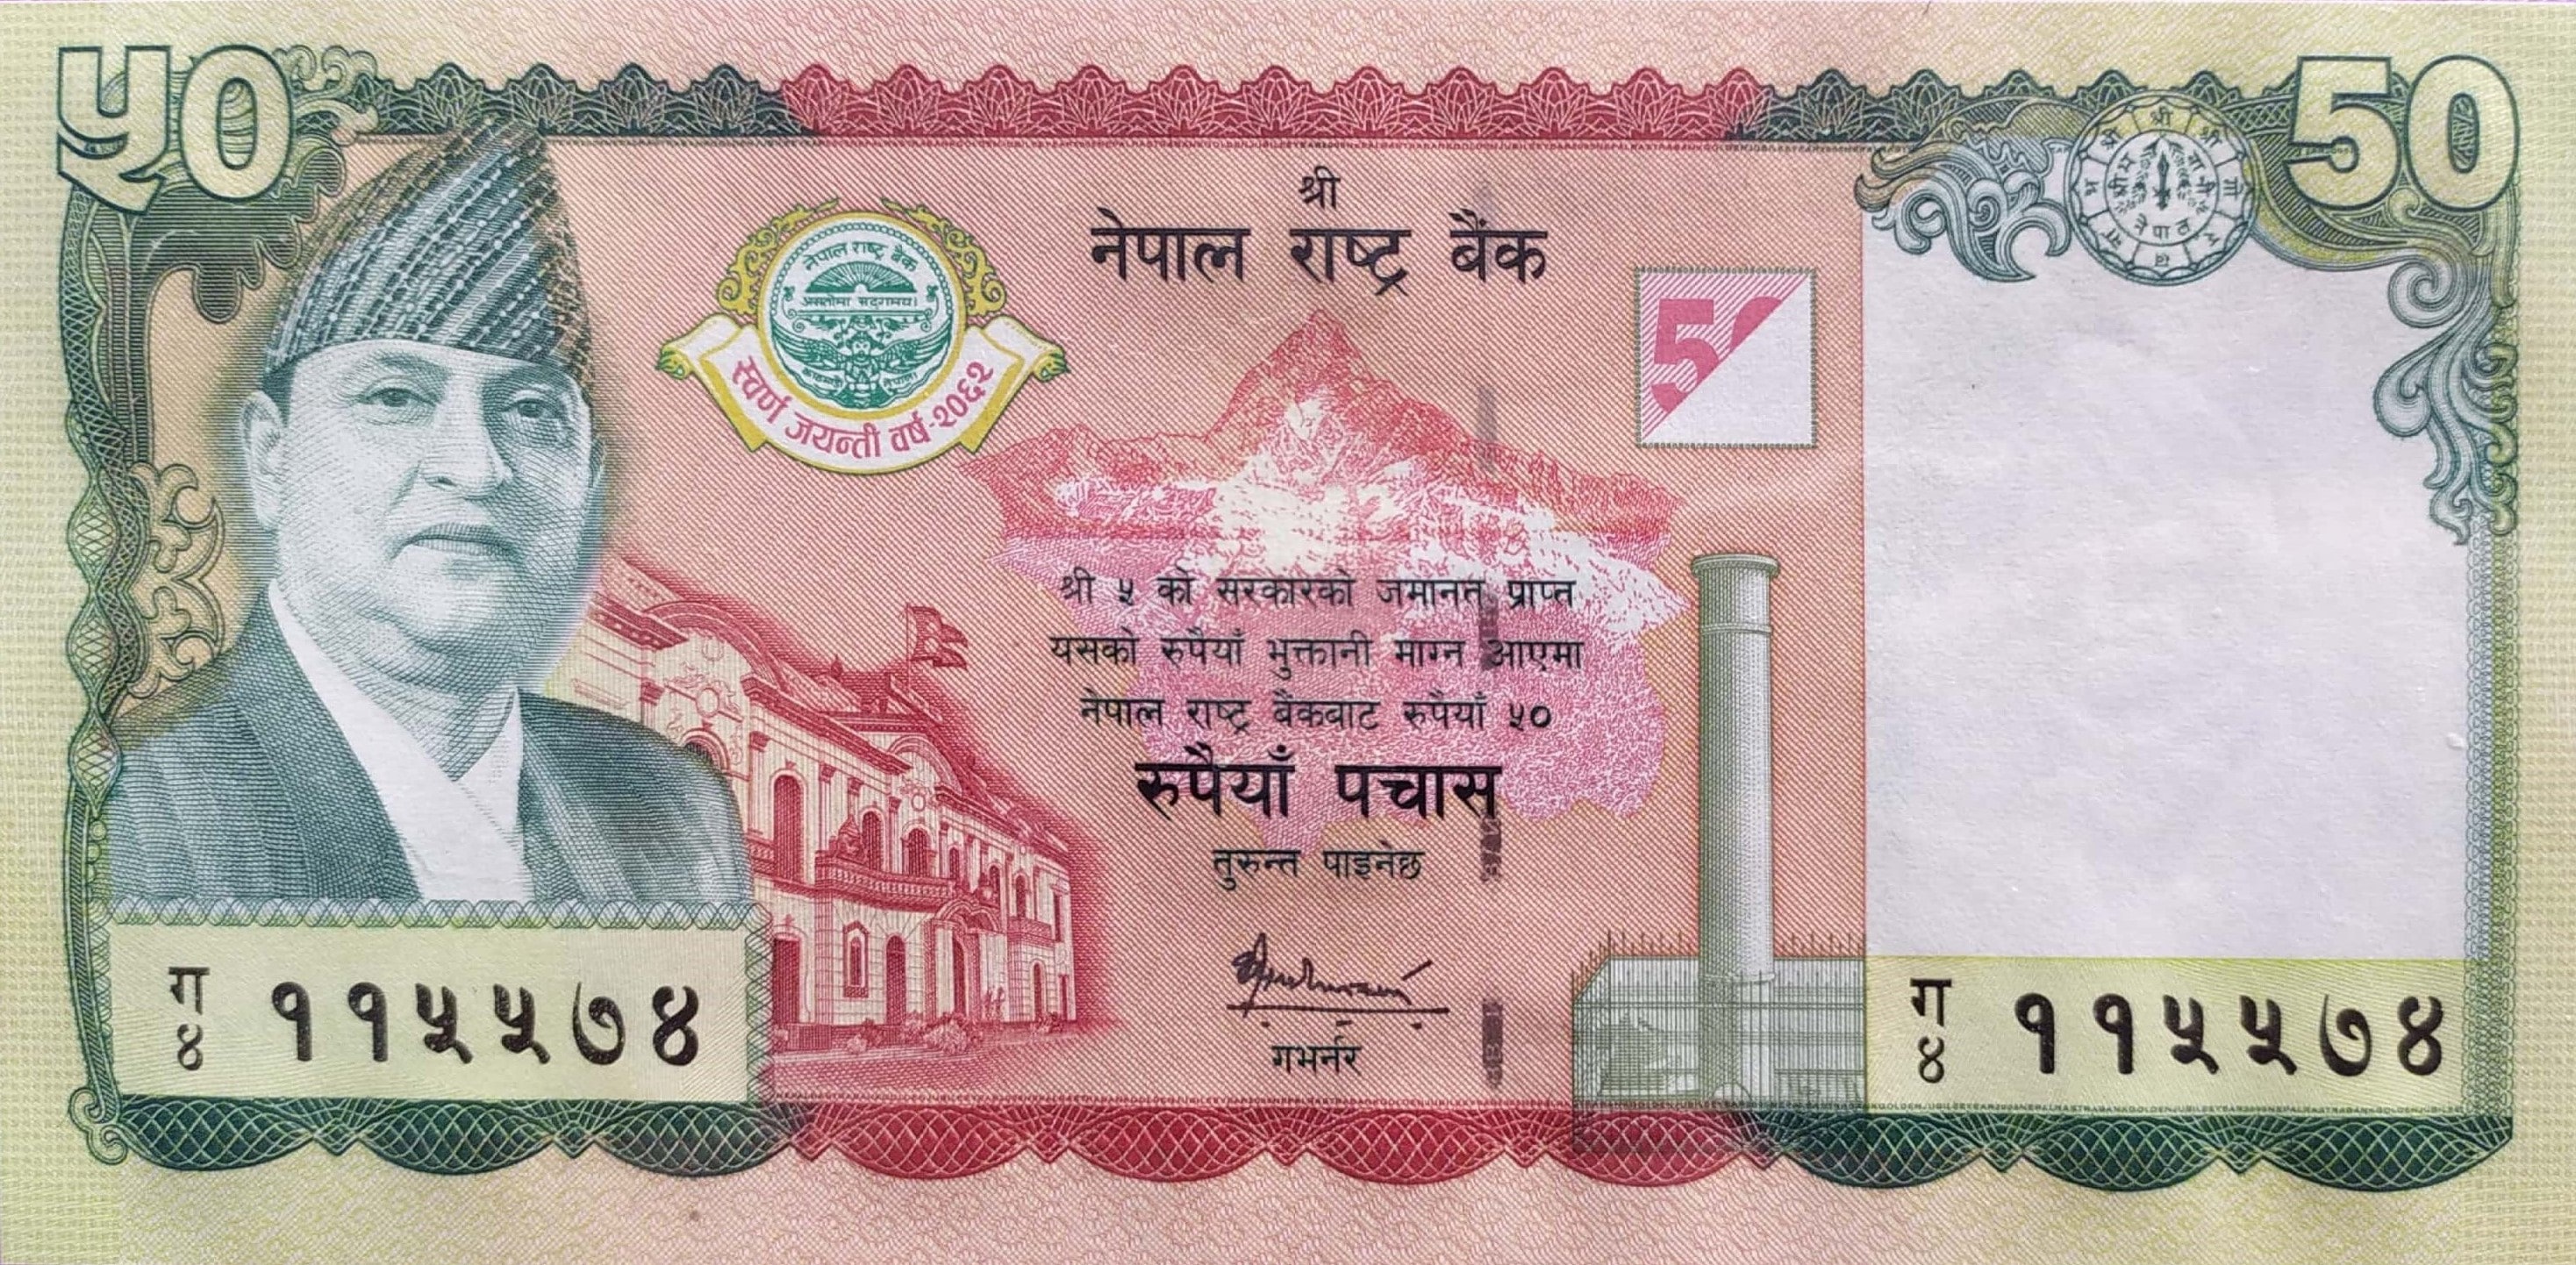 ५०
50
श्री
नेपाल राष्ट्र बैंक
नेपाल राष्ट्र बैंक
असतोमा सद्गमय।
स्वर्ण जयन्ती वर्ष-२०६२
50
श्री ५ को सरकारको जमानत प्राप्त
यसको रुपैयाँ भुक्तानी माग्न आएमा
नेपाल राष्ट्र बैंकबाट रुपैयाँ ५०
रुपैयाँ पचास
तुरुन्त पाइनेछ
गभर्नर
ग
४ ११५५७४
ग
४ ११५५७४